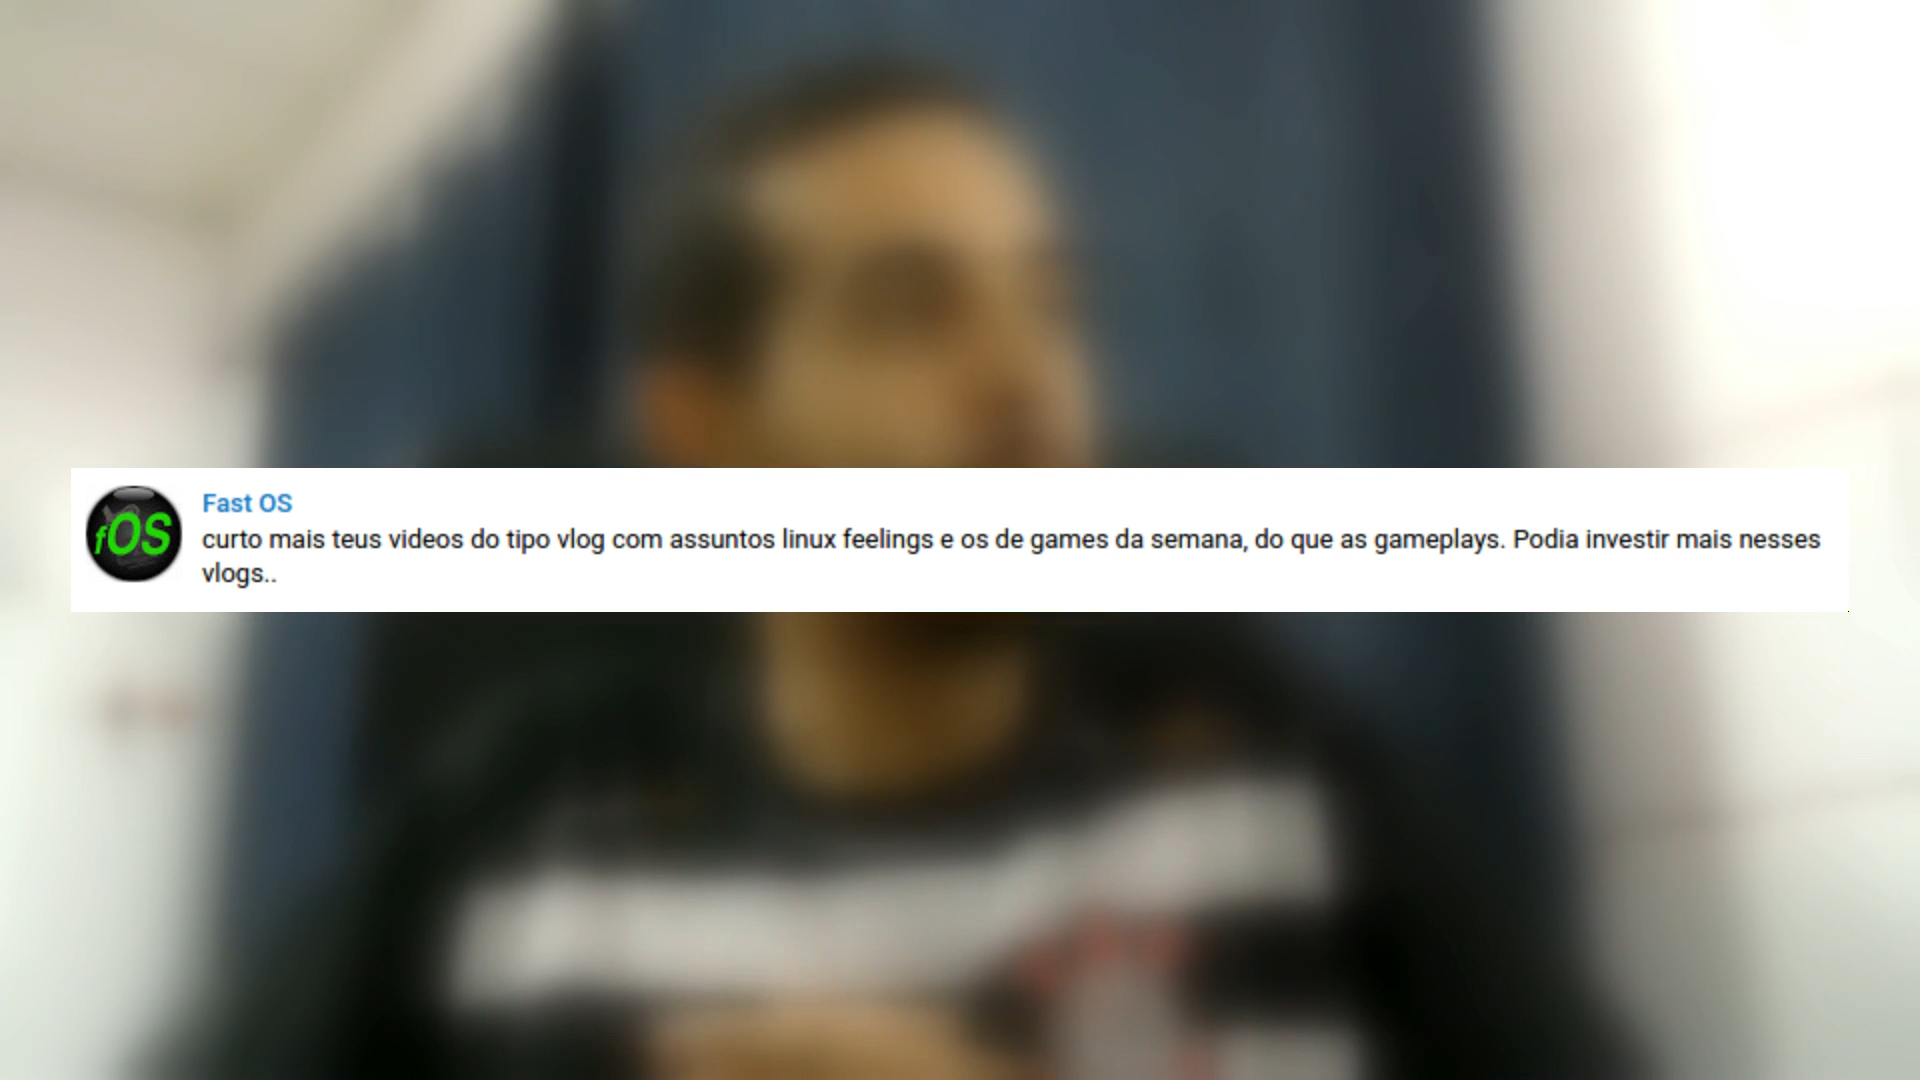 fOS
Fast OS
curto mais teus videos do tipo vlog com assuntos linux feelings e os de games da semana, do que as gameplays. Podia investir mais nesses
vlogs..